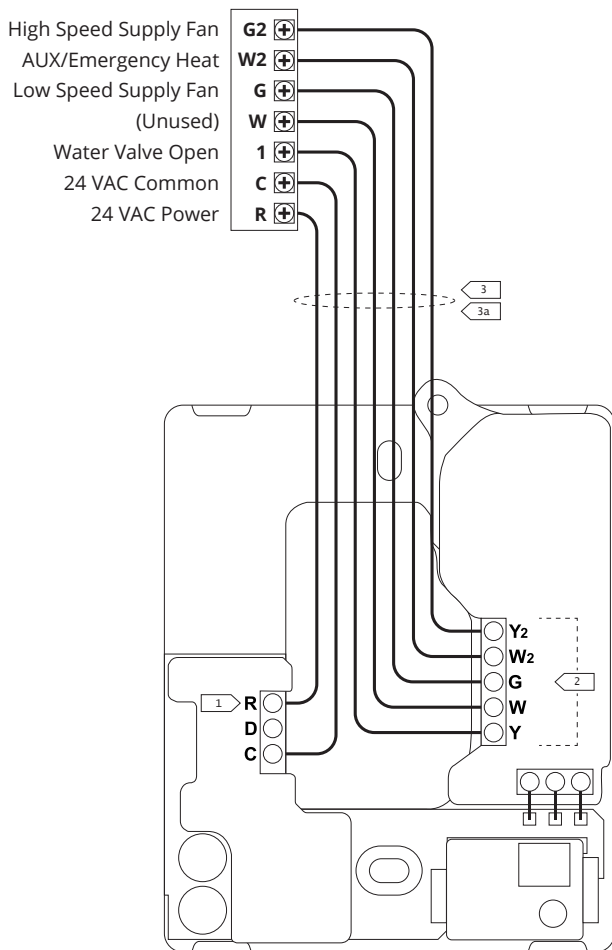 High Speed Supply Fan G2
AUX/Emergency Heat W2
Low Speed Supply Fan G
(Unused) W
Water Valve Open 1
24 VAC Common C
24 VAC Power R
3
3a
Y2
W2
G
W
Y
2
1
R
D
C